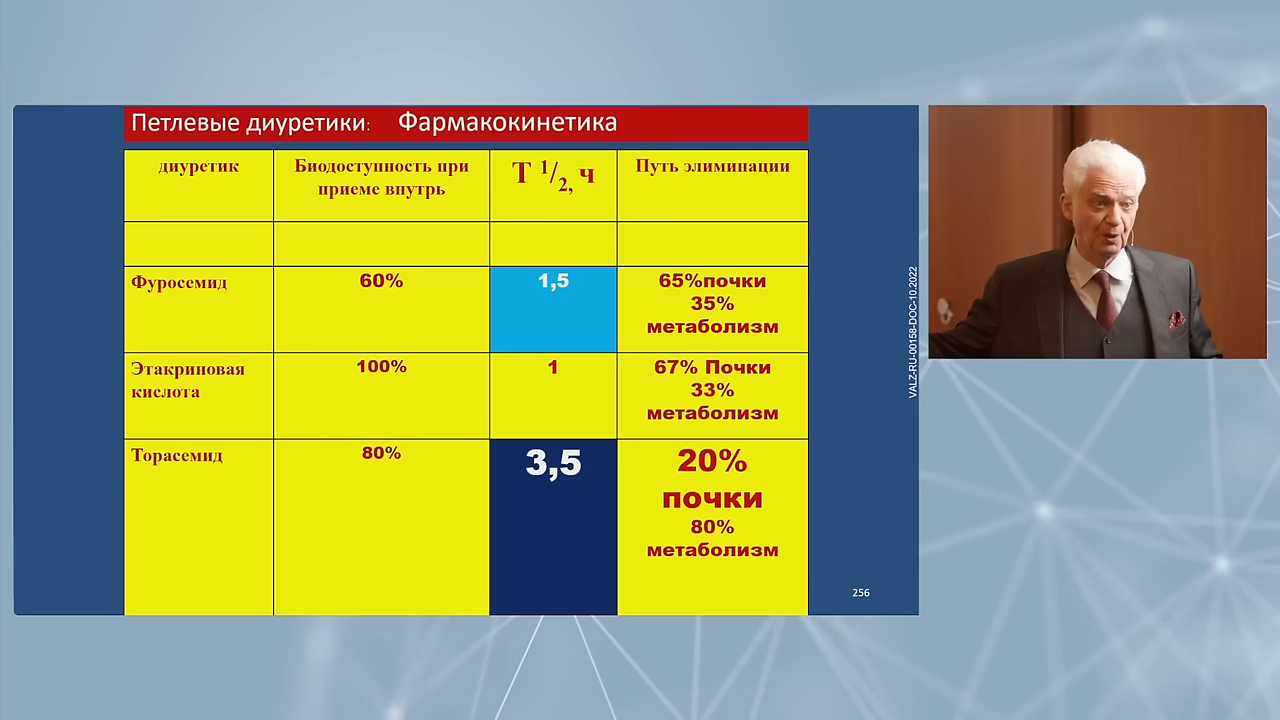 Петлевые диуретики: Фармакокинетика
диуретик
Биодоступность при
приеме внутрь
T 1/2, ч
Путь элиминации
Фуросемид
60%
1,5
65%почки
35%
метаболизм
Этакриновая
кислота
100%
1
67% Почки
33%
метаболизм
Торасемид
80%
3,5
20%
почки
80%
метаболизм
256
VALZ-RU-00158-DOC-10.2022